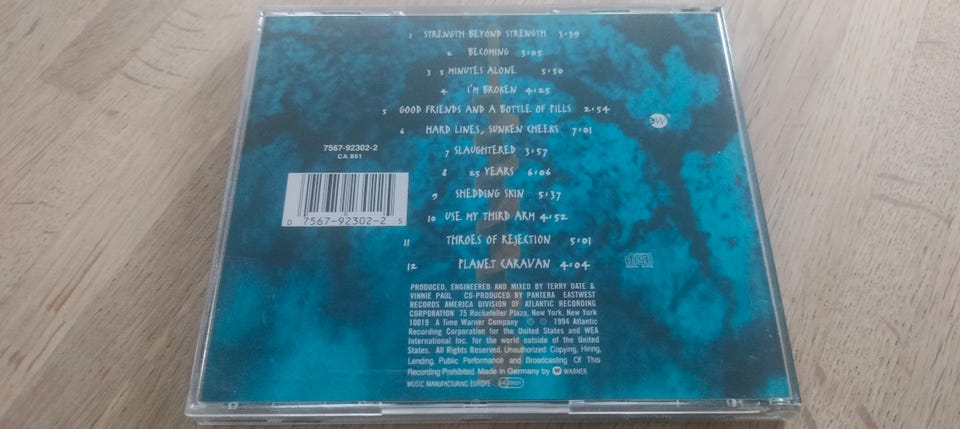 1 STRENGTH BEYOND STRENGTH 3:39
2 BECOMING 3:05
3 5 MINUTES ALONE 5:50
4 I'M BROKEN 4:25
5 GOOD FRIENDS AND A BOTTLE OF PILLS 2:54
6 HARD LINES, SUNKEN CHEEKS 7:01
7 SLAUGHTERED 3:57
8 25 YEARS 6:06
9 SHEDDING SKIN 5:37
10 USE MY THIRD ARM 4:52
11 THROES OF REJECTION 5:01
12 PLANET CARAVAN 4:04
ew
7567-92302-2
CA 851
0 7567-92302-2 5
disc
PRODUCED, ENGINEERED AND MIXED BY TERRY DATE &
VINNIE PAUL CO-PRODUCED BY PANTERA EASTWEST
RECORDS AMERICA DIVISION OF ATLANTIC RECORDING
CORPORATION 75 Rockefeller Plaza, New York, New York
10019 A Time Warner Company ℗ © 1994 Atlantic
Recording Corporation for the United States and WEA
International Inc. for the world outside of the United
States. All Rights Reserved. Unauthorized Copying, Hiring,
Lending, Public Performance and Broadcasting Of This
Recording Prohibited. Made in Germany by WARNER
MUSIC MANUFACTURING EUROPE LC 0121